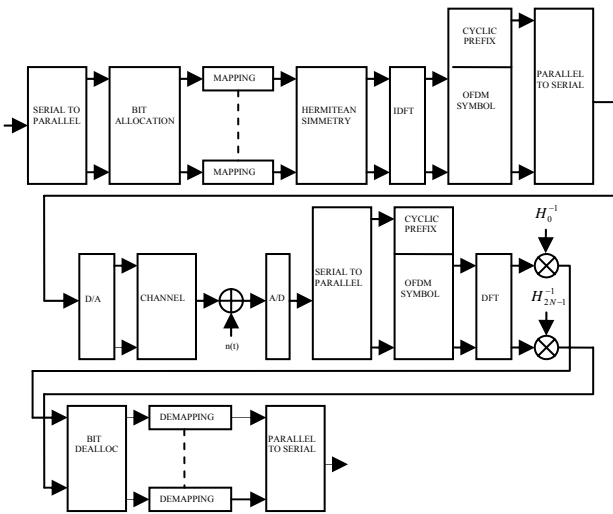 SERIAL TO
PARALLEL
BIT
ALLOCATION
MAPPING
MAPPING
HERMITEAN
SIMMETRY
IDFT
CYCLIC
PREFIX
OFDM
SYMBOL
PARALLEL
TO SERIAL
D/A
CHANNEL
n(t)
A/D
SERIAL TO
PARALLEL
CYCLIC
PREFIX
OFDM
SYMBOL
DFT
H_0^{-1}
H_{2N-1}^{-1}
BIT
DEALLOC
DEMAPPING
DEMAPPING
PARALLEL
TO SERIAL